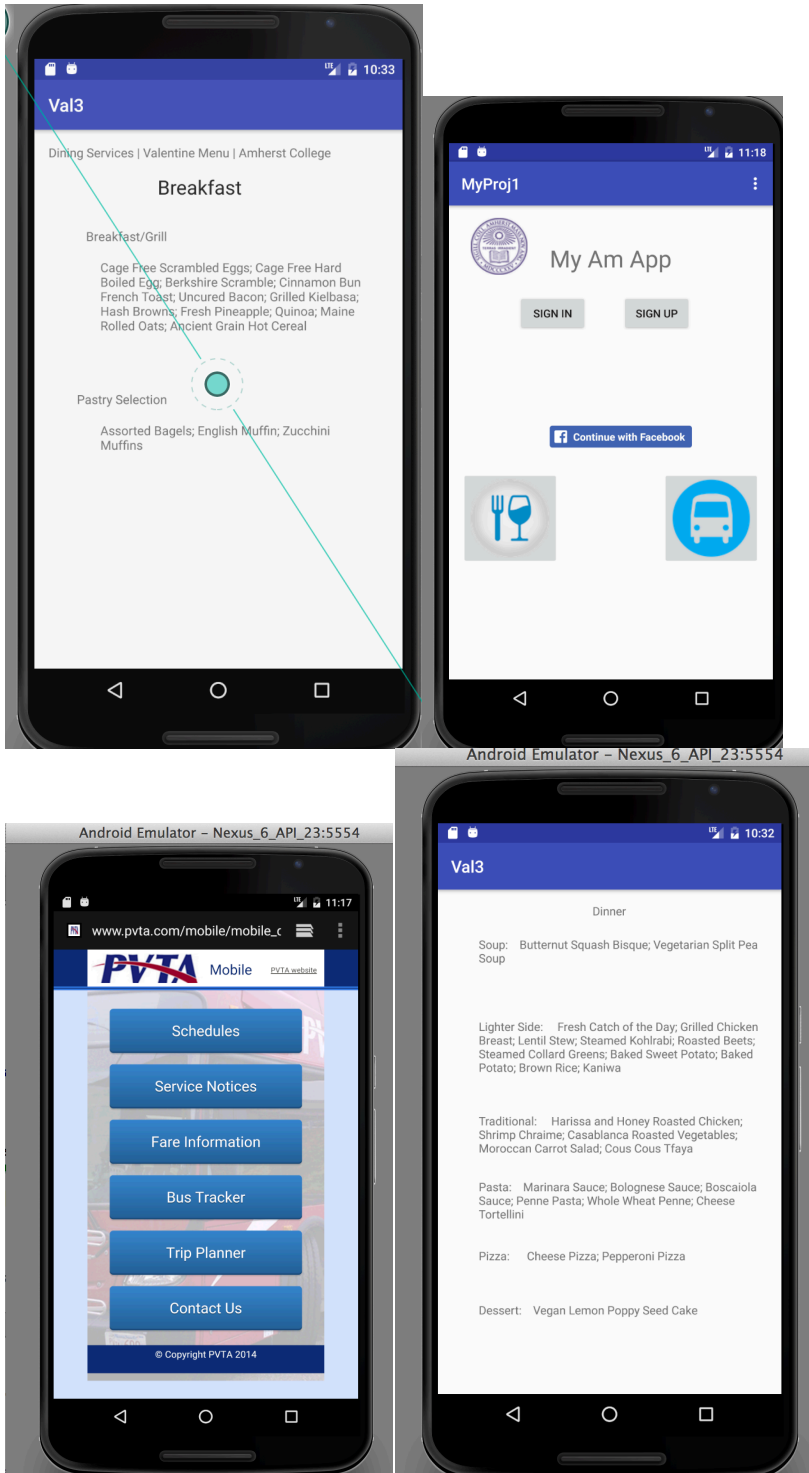 LTE 10:33
Val3
Dining Services | Valentine Menu | Amherst College
Breakfast
Breakfast/Grill
Cage Free Scrambled Eggs; Cage Free Hard
Boiled Egg; Berkshire Scramble; Cinnamon Bun
French Toast; Uncured Bacon; Grilled Kielbasa;
Hash Browns; Fresh Pineapple; Quinoa; Maine
Rolled Oats; Ancient Grain Hot Cereal
Pastry Selection
Assorted Bagels; English Muffin; Zucchini
Muffins
LTE 11:18
MyProj1
My Am App
SIGN IN SIGN UP
Continue with Facebook
Android Emulator – Nexus_6_API_23:5554
LTE 11:17
www.pvta.com/mobile/mobile_c
PVTA Mobile PVTA website
Schedules
Service Notices
Fare Information
Bus Tracker
Trip Planner
Contact Us
© Copyright PVTA 2014
Android Emulator – Nexus_6_API_23:5554
LTE 10:32
Val3
Dinner
Soup: Butternut Squash Bisque; Vegetarian Split Pea
Soup
Lighter Side: Fresh Catch of the Day; Grilled Chicken
Breast; Lentil Stew; Steamed Kohlrabi; Roasted Beets;
Steamed Collard Greens; Baked Sweet Potato; Baked
Potato; Brown Rice; Kaniwa
Traditional: Harissa and Honey Roasted Chicken;
Shrimp Chraime; Casablanca Roasted Vegetables;
Moroccan Carrot Salad; Cous Cous Tfaya
Pasta: Marinara Sauce; Bolognese Sauce; Boscaiola
Sauce; Penne Pasta; Whole Wheat Penne; Cheese
Tortellini
Pizza: Cheese Pizza; Pepperoni Pizza
Dessert: Vegan Lemon Poppy Seed Cake